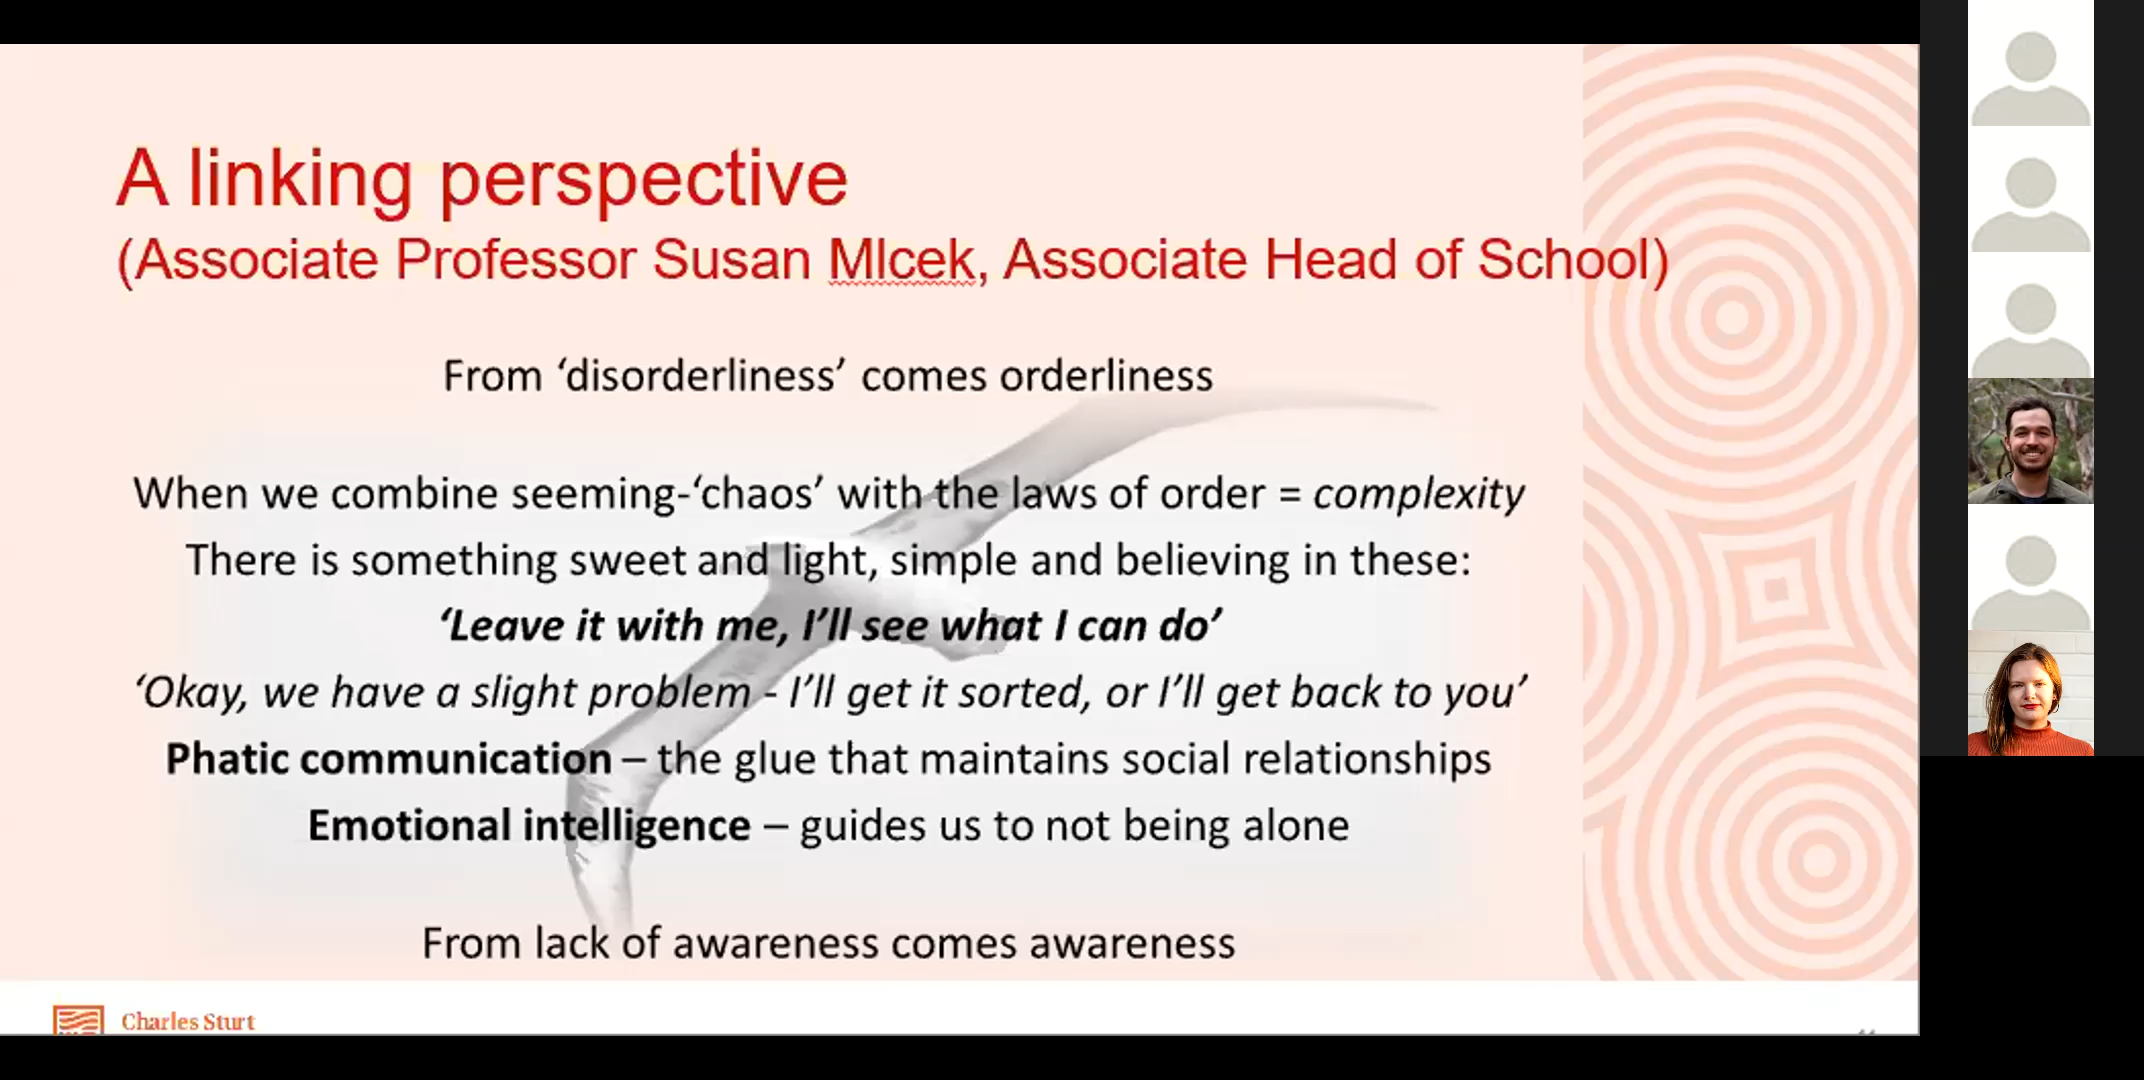 A linking perspective
(Associate Professor Susan Mlcek, Associate Head of School)
From ‘disorderliness’ comes orderliness
When we combine seeming-‘chaos’ with the laws of order = complexity
There is something sweet and light, simple and believing in these:
‘Leave it with me, I’ll see what I can do’
‘Okay, we have a slight problem - I’ll get it sorted, or I’ll get back to you’
Phatic communication – the glue that maintains social relationships
Emotional intelligence – guides us to not being alone
From lack of awareness comes awareness
Charles Sturt